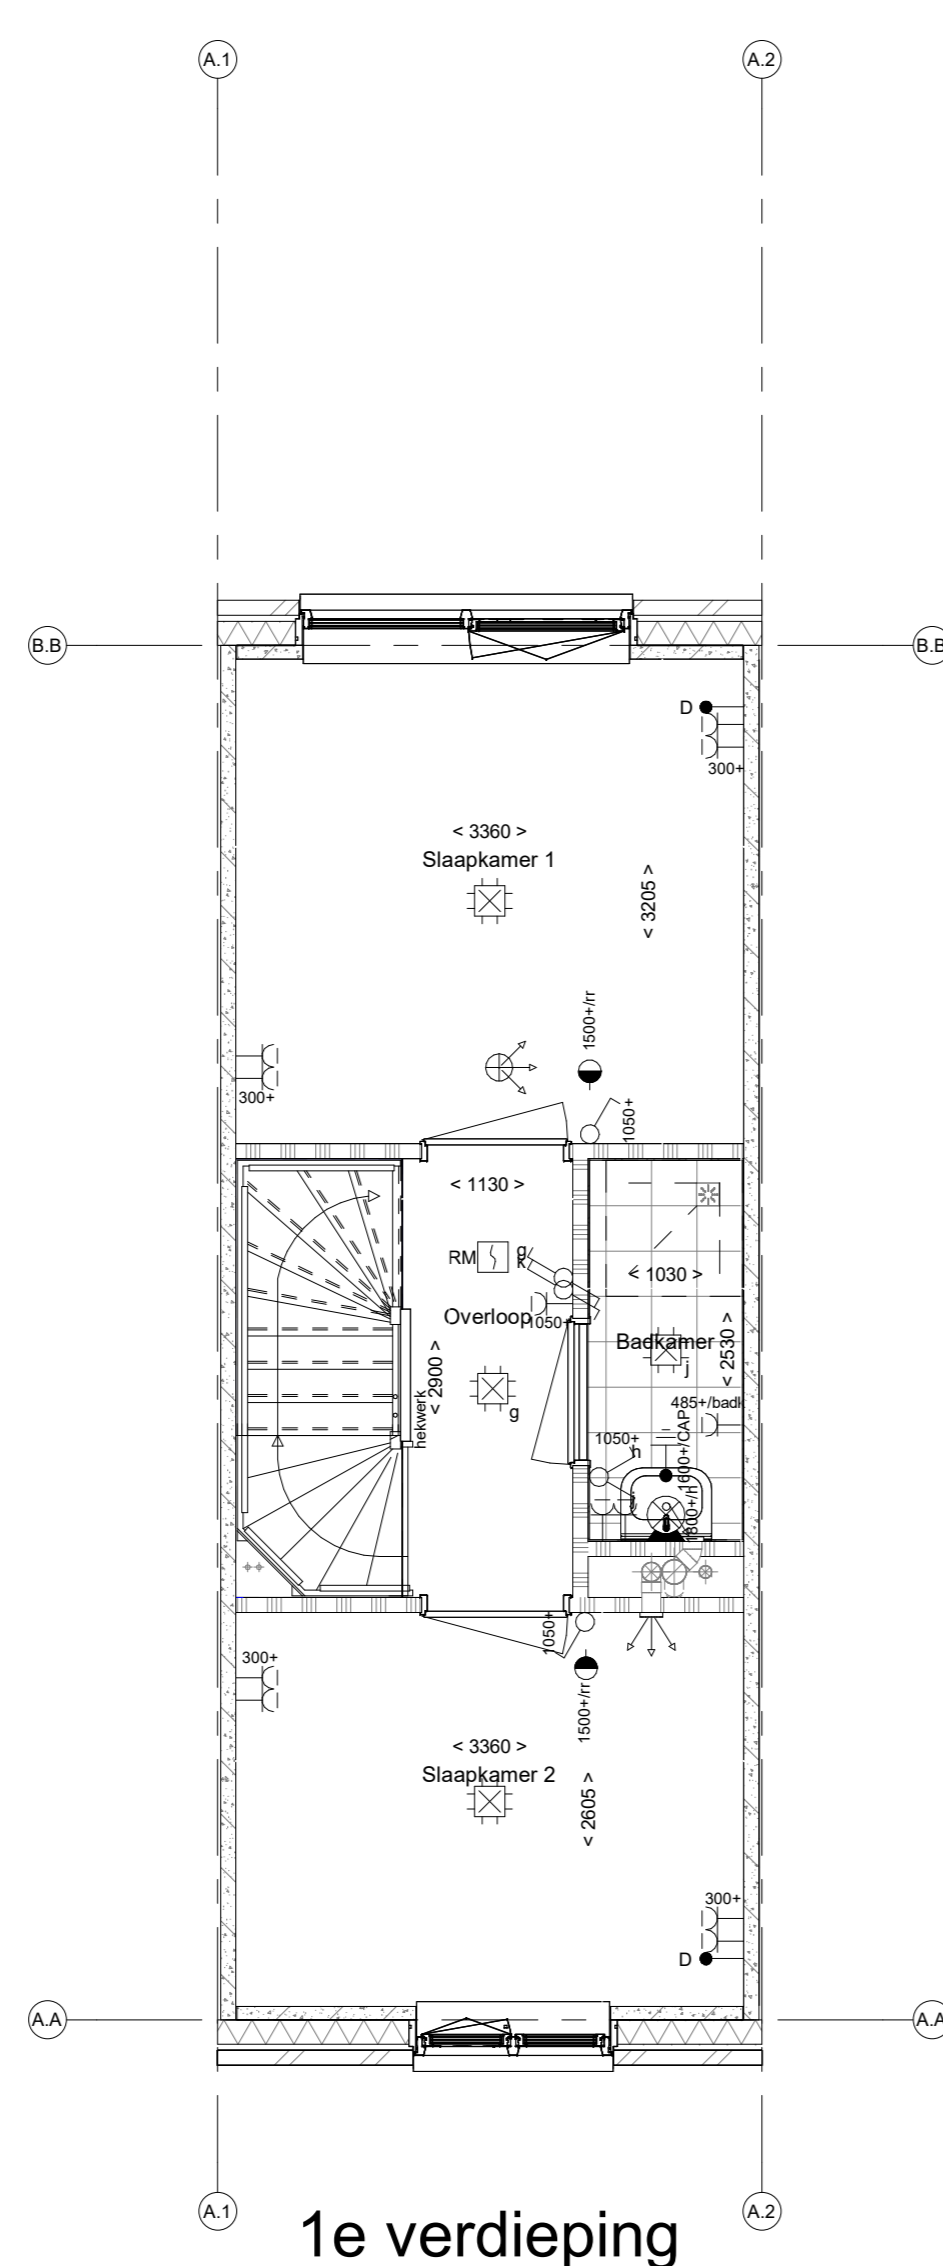 A.1 A.2
B.B B.B
D
300+
< 3360 >
Slaapkamer 1
< 3205 >
1500+/rr
300+
1050+
< 1130 >
RM
g
k
< 1030 >
Overloop
1050+
Badkamer
j
< 2530 >
< 2900 >
hekwerk
g
485+/badk
1050+
h
1600+/CAP
1800+/h
1050+
300+
1500+/rr
< 3360 >
Slaapkamer 2
< 2605 >
300+
D
A.A A.A
A.1 A.2
1e verdieping